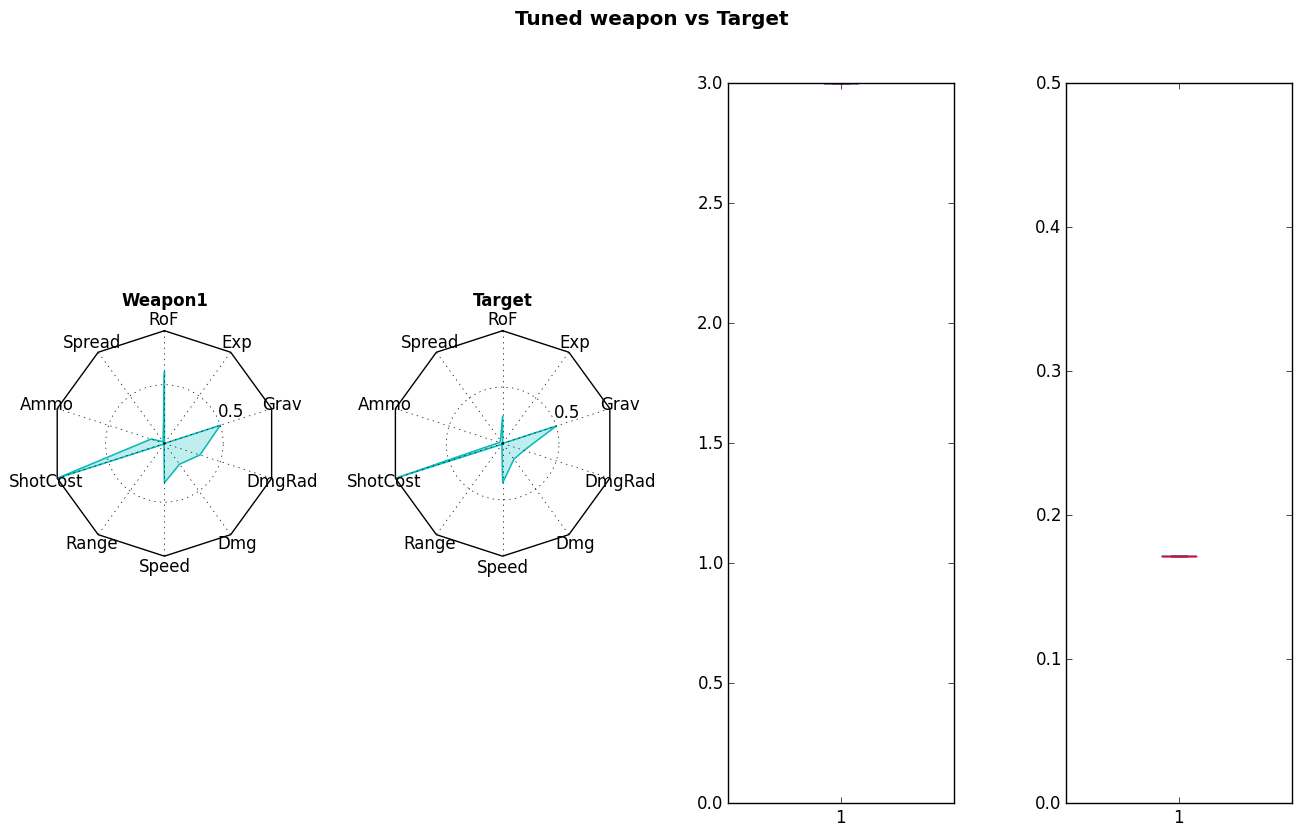 Tuned weapon vs Target
Weapon1
RoF
Exp
Spread
0.5
Grav
Ammo
ShotCost
DmgRad
Range
Dmg
Speed
Target
RoF
Exp
Spread
0.5
Grav
Ammo
ShotCost
DmgRad
Range
Dmg
Speed
3.0
2.5
2.0
1.5
1.0
0.5
0.0
1
0.5
0.4
0.3
0.2
0.1
0.0
1